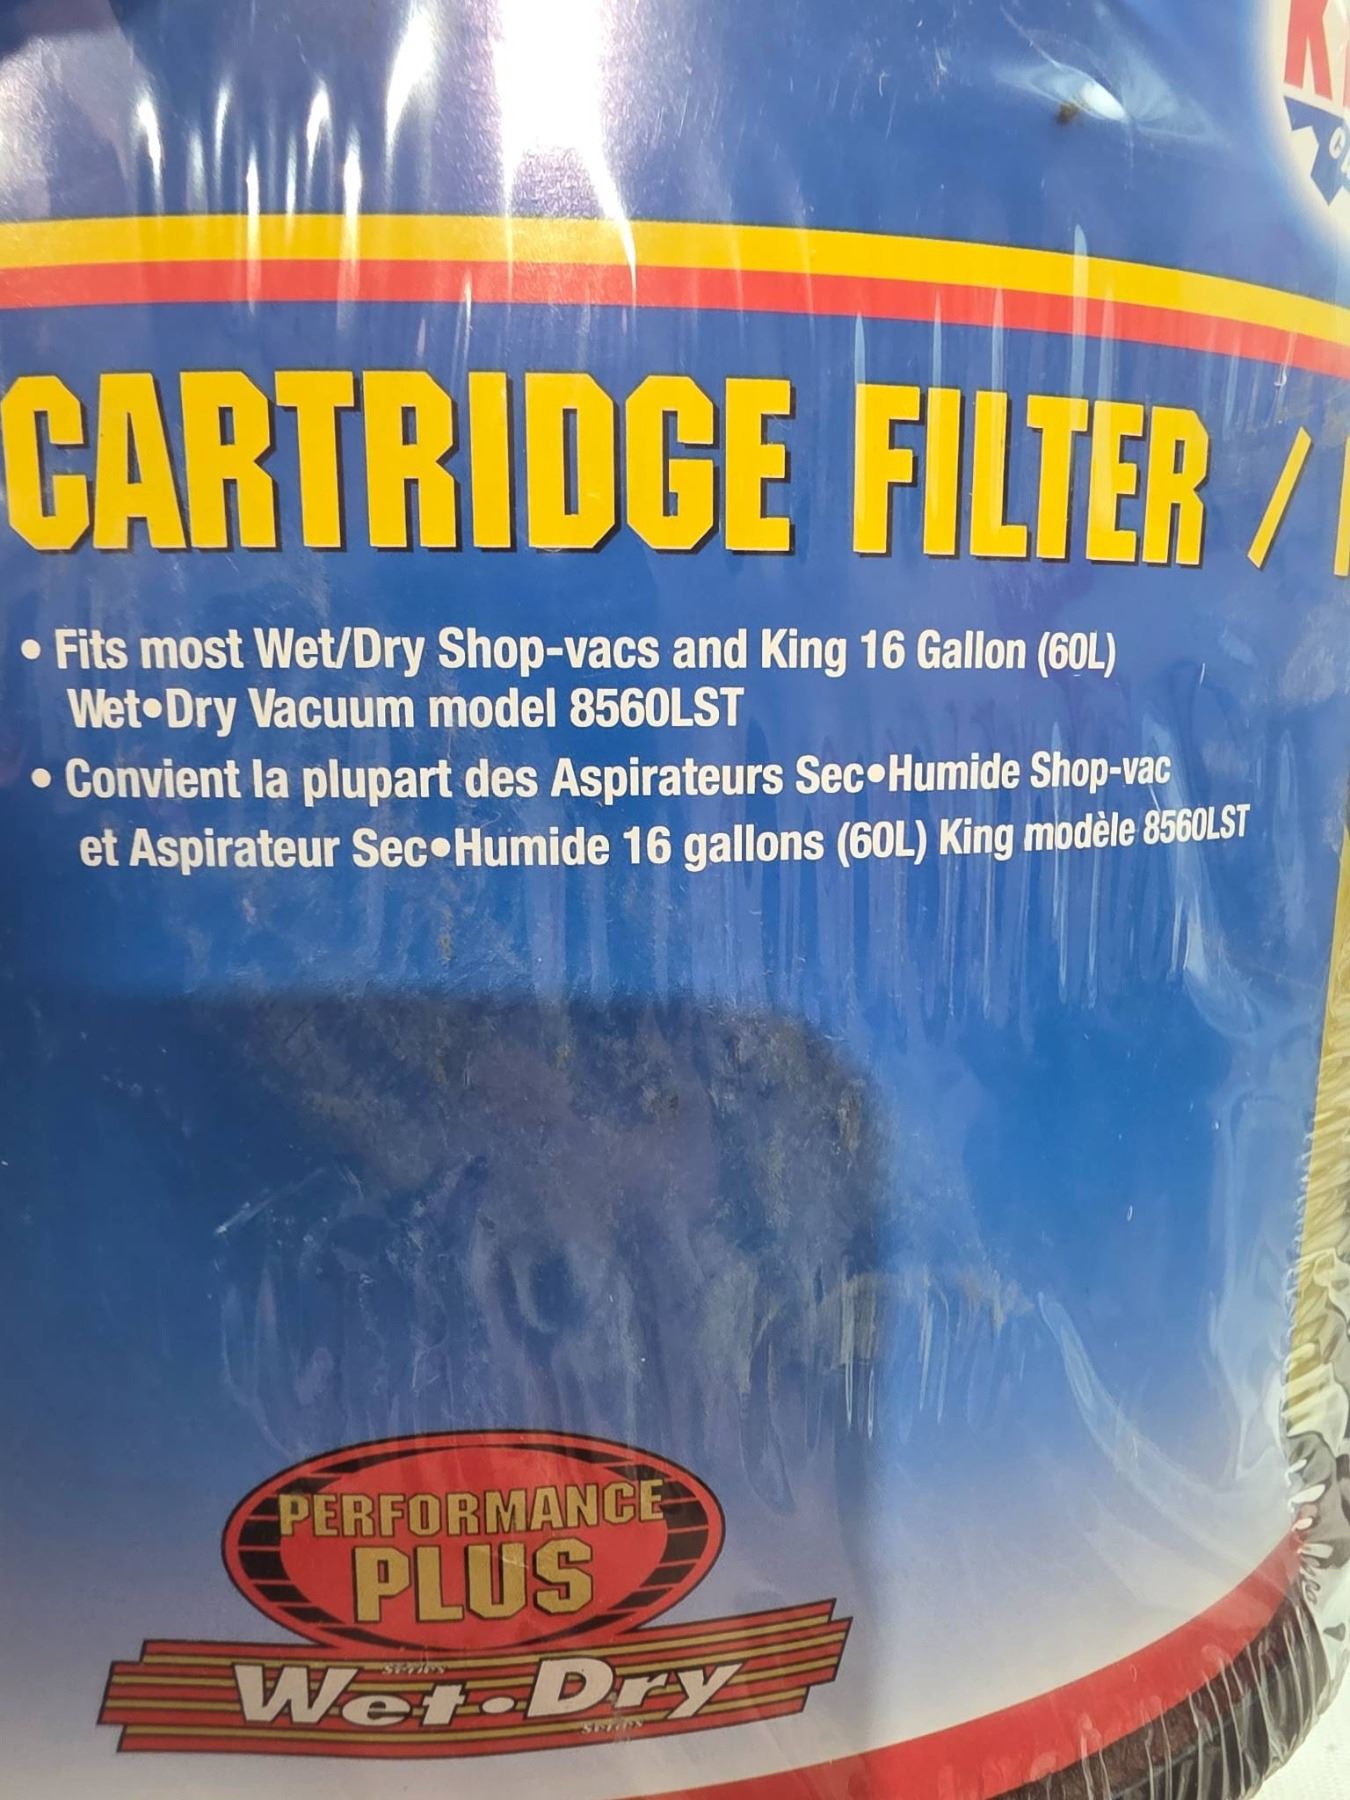 CARTRIDGE FILTER /
• Fits most Wet/Dry Shop-vacs and King 16 Gallon (60L)
Wet•Dry Vacuum model 8560LST
• Convient la plupart des Aspirateurs Sec•Humide Shop-vac
et Aspirateur Sec•Humide 16 gallons (60L) King modèle 8560LST
PERFORMANCE
PLUS
Series
Wet•Dry
Series